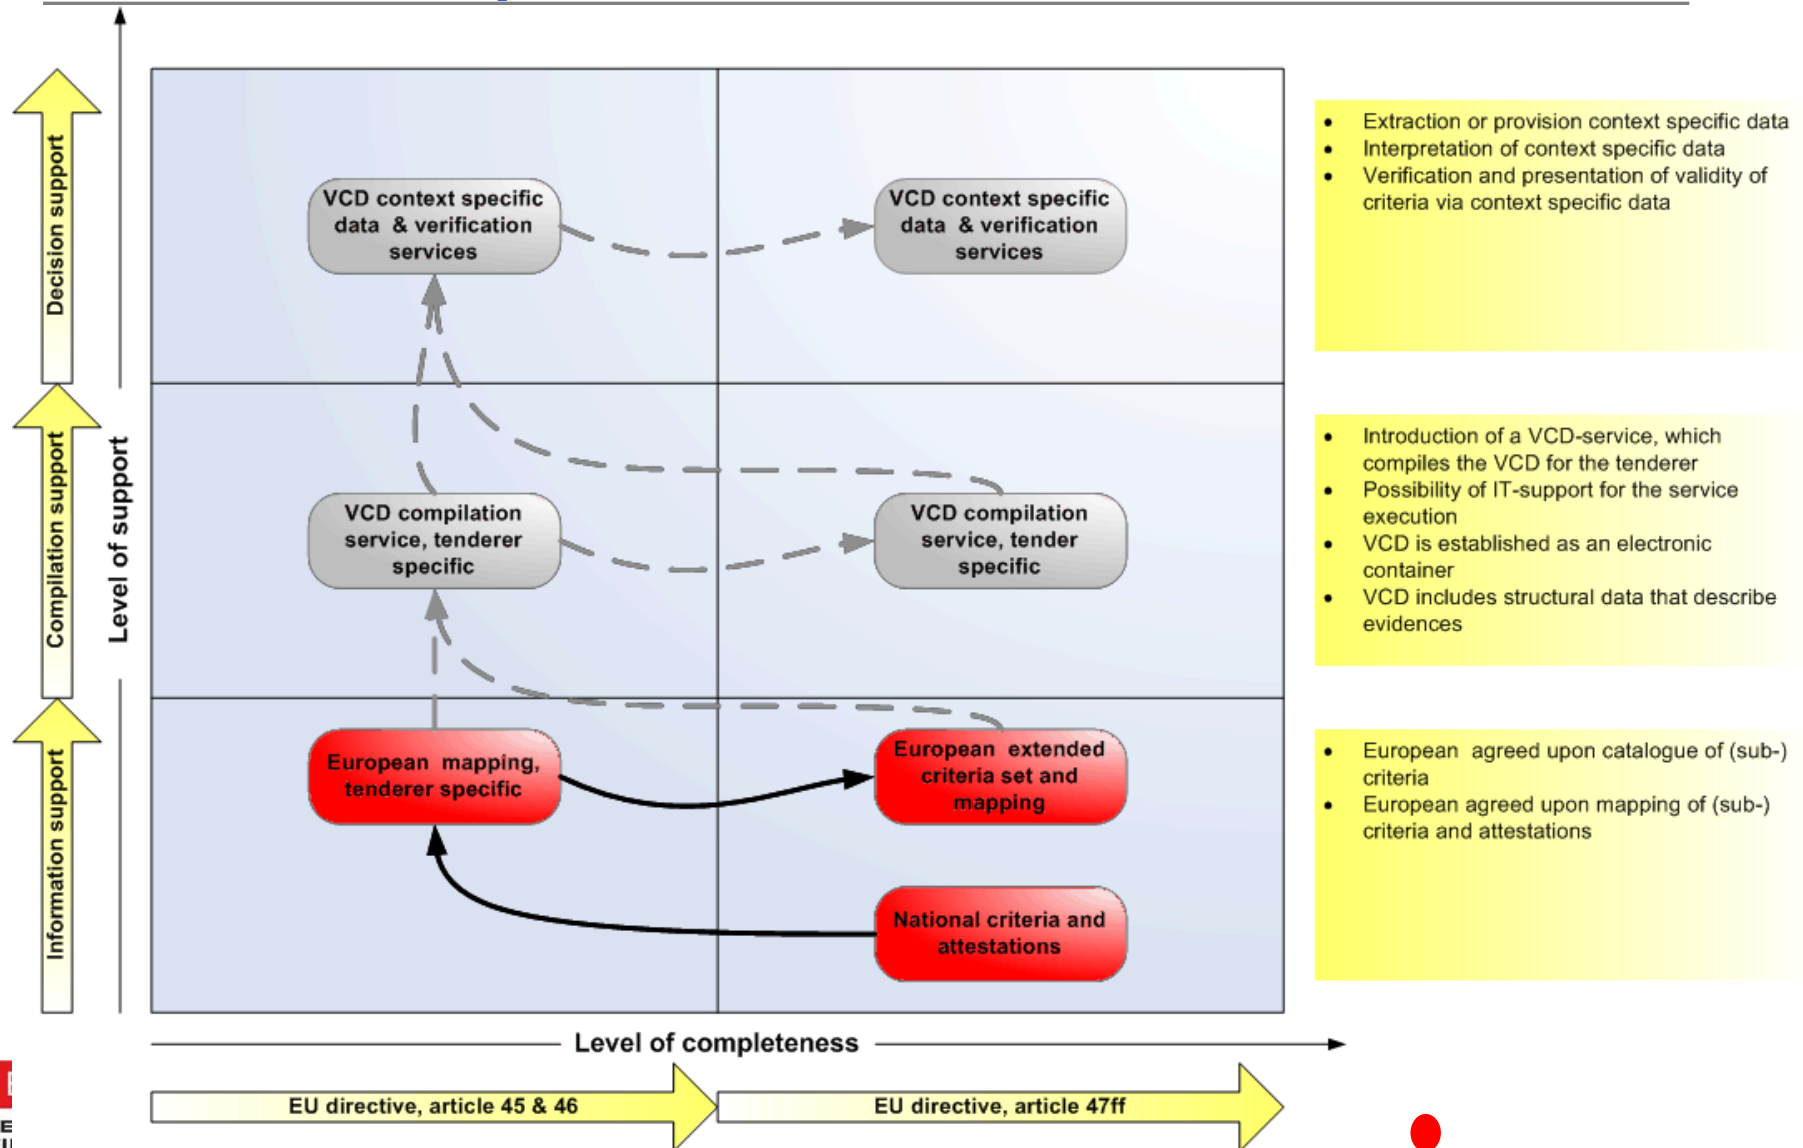 Decision support
Compilation support
Information support
Level of support
VCD context specific
data & verification
services
VCD context specific
data & verification
services
VCD compilation
service, tenderer
specific
VCD compilation
service, tender
specific
European mapping,
tenderer specific
European extended
criteria set and
mapping
National criteria and
attestations
• Extraction or provision context specific data
• Interpretation of context specific data
• Verification and presentation of validity of
criteria via context specific data
• Introduction of a VCD-service, which
compiles the VCD for the tenderer
• Possibility of IT-support for the service
execution
• VCD is established as an electronic
container
• VCD includes structural data that describe
evidences
• European agreed upon catalogue of (sub-)
criteria
• European agreed upon mapping of (sub-)
criteria and attestations
Level of completeness
EU directive, article 45 & 46
EU directive, article 47ff